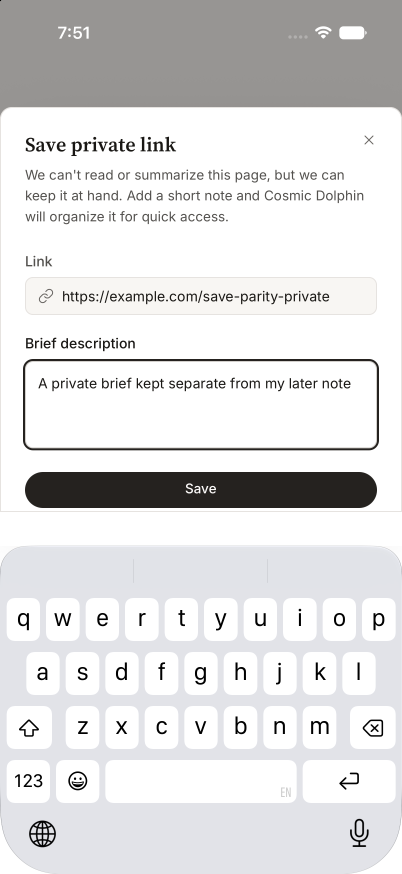 7:51
Save private link
We can't read or summarize this page, but we can
keep it at hand. Add a short note and Cosmic Dolphin
will organize it for quick access.
Link
https://example.com/save-parity-private
Brief description
A private brief kept separate from my later note
Save
q w e r t y u i o p
a s d f g h j k l
z x c v b n m
123
EN